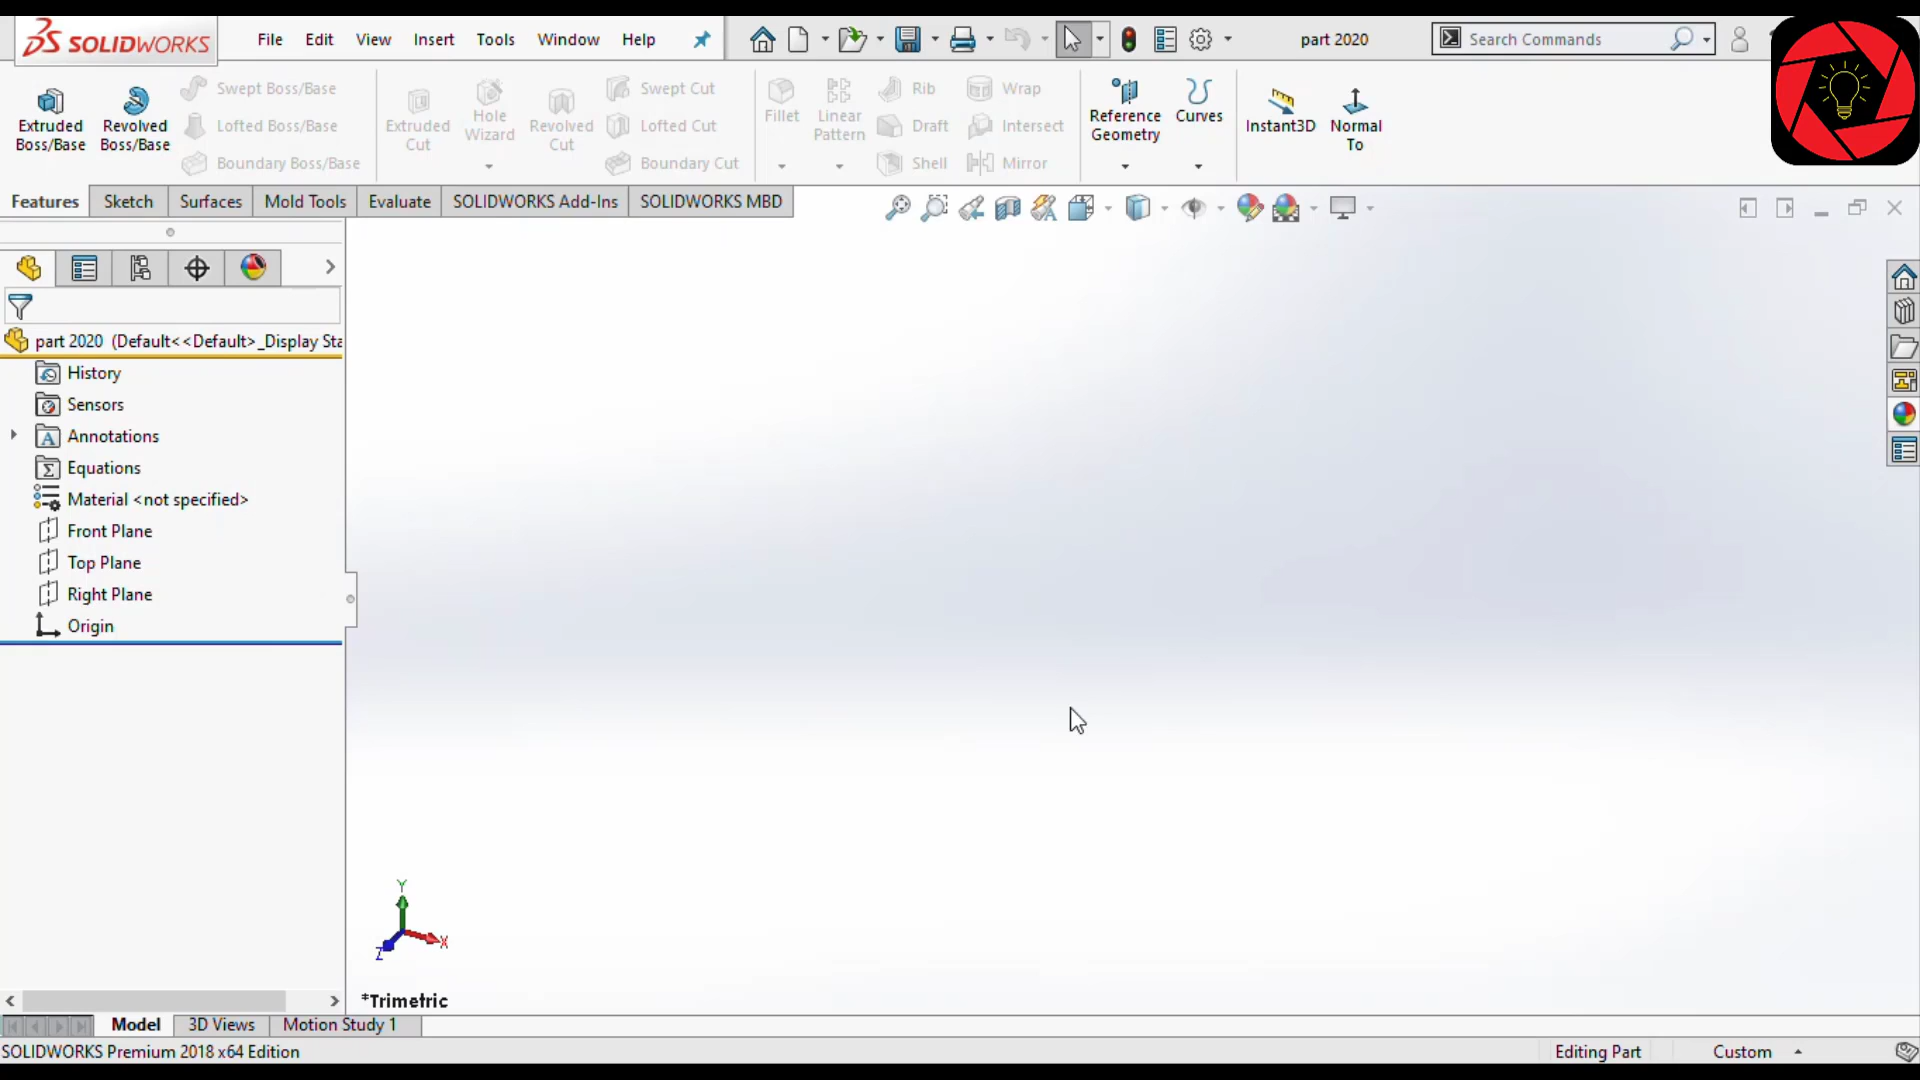 SOLIDWORKS
File Edit View Insert Tools Window Help
part 2020
Search Commands
Extruded Boss/Base
Revolved Boss/Base
Swept Boss/Base
Lofted Boss/Base
Boundary Boss/Base
Extruded Cut
Hole Wizard
Revolved Cut
Swept Cut
Lofted Cut
Boundary Cut
Fillet
Linear Pattern
Rib
Draft
Shell
Wrap
Intersect
Mirror
Reference Geometry
Curves
Instant3D
Normal To
Features Sketch Surfaces Mold Tools Evaluate SOLIDWORKS Add-Ins SOLIDWORKS MBD
part 2020 (Default<<Default>_Display Sta
History
Sensors
Annotations
Equations
Material <not specified>
Front Plane
Top Plane
Right Plane
Origin
Y
X
Z
*Trimetric
Model 3D Views Motion Study 1
SOLIDWORKS Premium 2018 x64 Edition
Editing Part
Custom